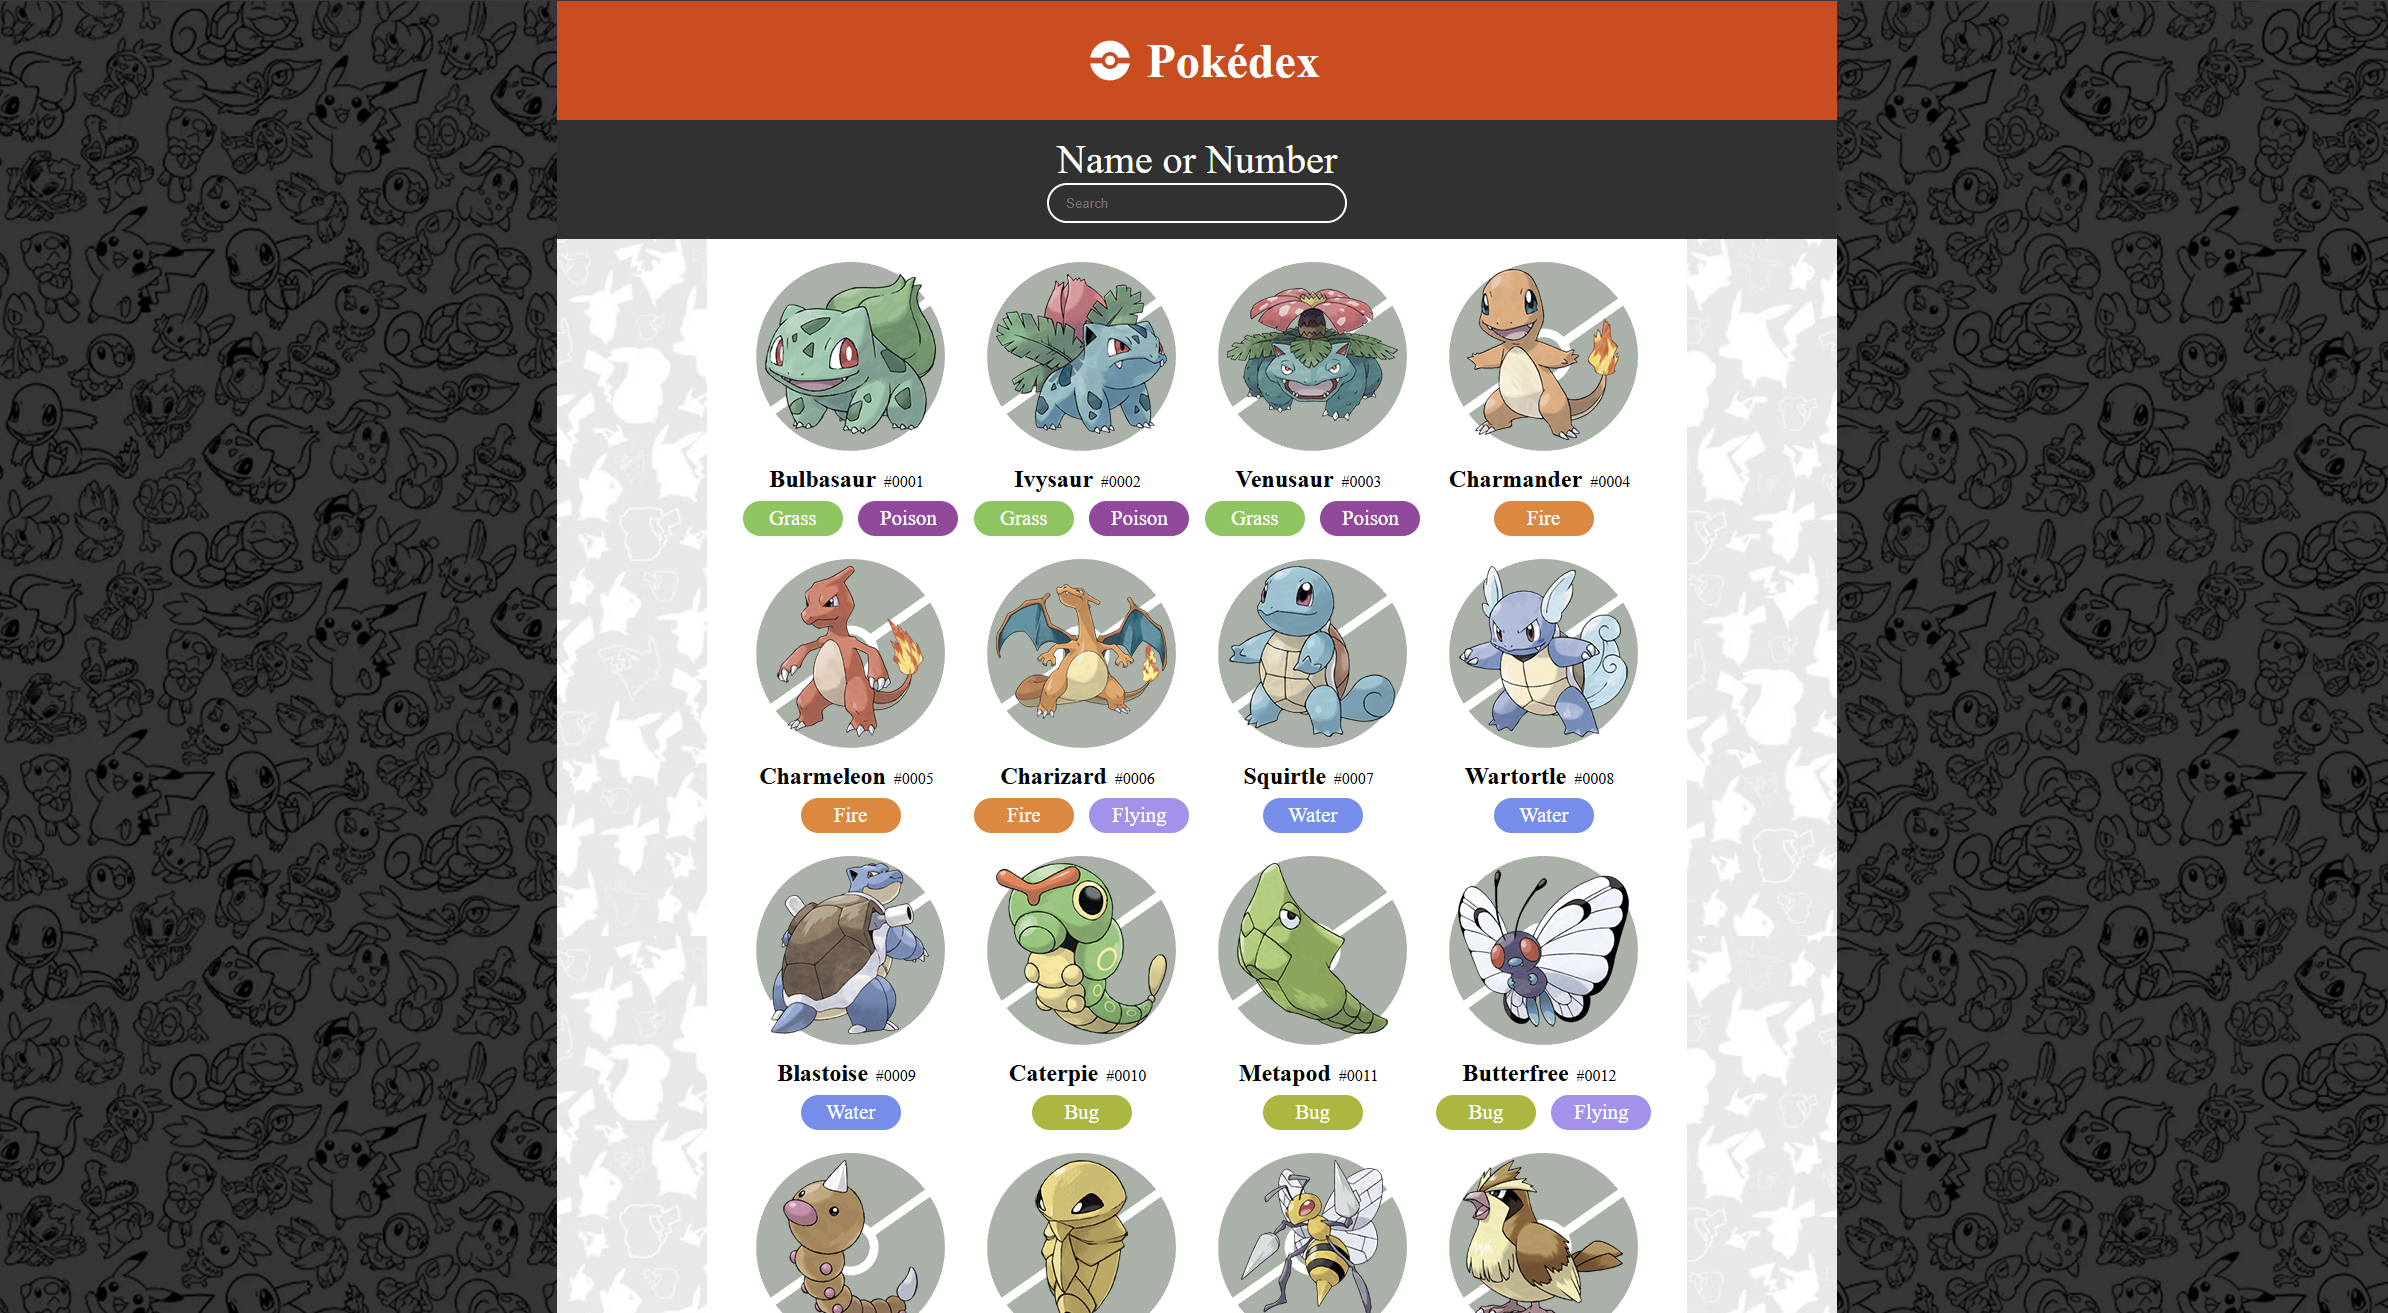 Pokédex
Name or Number
Search
Bulbasaur #0001
Grass Poison
Ivysaur #0002
Grass Poison
Venusaur #0003
Grass Poison
Charmander #0004
Fire
Charmeleon #0005
Fire
Charizard #0006
Fire Flying
Squirtle #0007
Water
Wartortle #0008
Water
Blastoise #0009
Water
Caterpie #0010
Bug
Metapod #0011
Bug
Butterfree #0012
Bug Flying